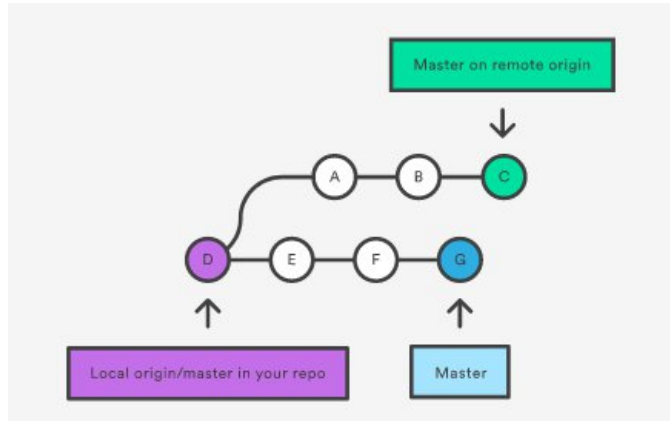 Master on remote origin
A
B
C
D
E
F
G
Local origin/master in your repo
Master